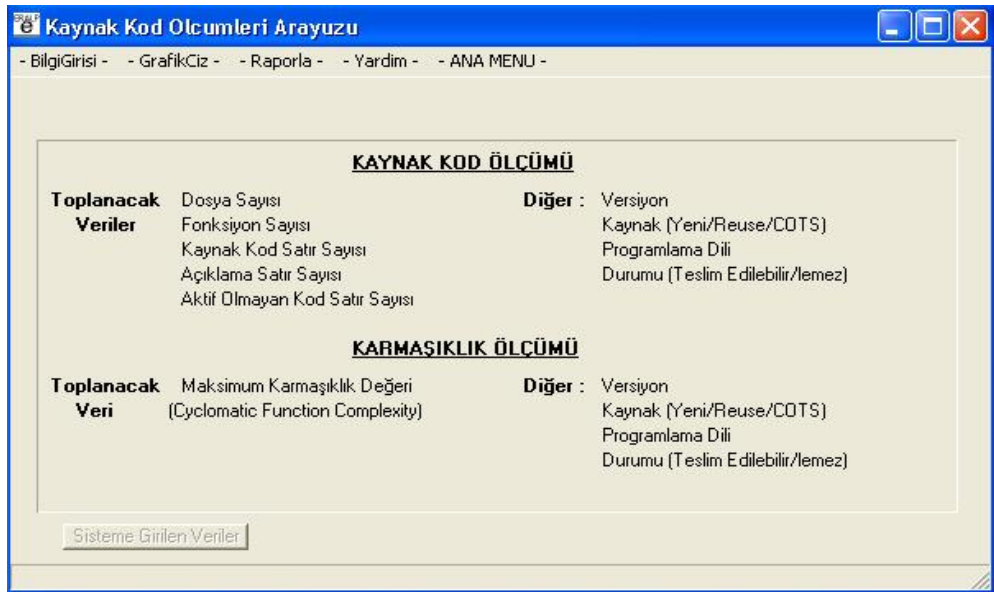 Kaynak Kod Olcumleri Arayuzu
- BilgiGirisi - - GrafikCiz - - Raporla - - Yardim - - ANA MENU -
KAYNAK KOD ÖLÇÜMÜ
Toplanacak Dosya Sayısı Diğer : Versiyon
Veriler Fonksiyon Sayısı Kaynak (Yeni/Reuse/COTS)
Kaynak Kod Satır Sayısı Programlama Dili
Açıklama Satır Sayısı Durumu (Teslim Edilebilir/lemez)
Aktif Olmayan Kod Satır Sayısı
KARMAŞIKLIK ÖLÇÜMÜ
Toplanacak Maksimum Karmaşıklık Değeri Diğer : Versiyon
Veri (Cyclomatic Function Complexity) Kaynak (Yeni/Reuse/COTS)
Programlama Dili
Durumu (Teslim Edilebilir/lemez)
Sisteme Girilen Veriler